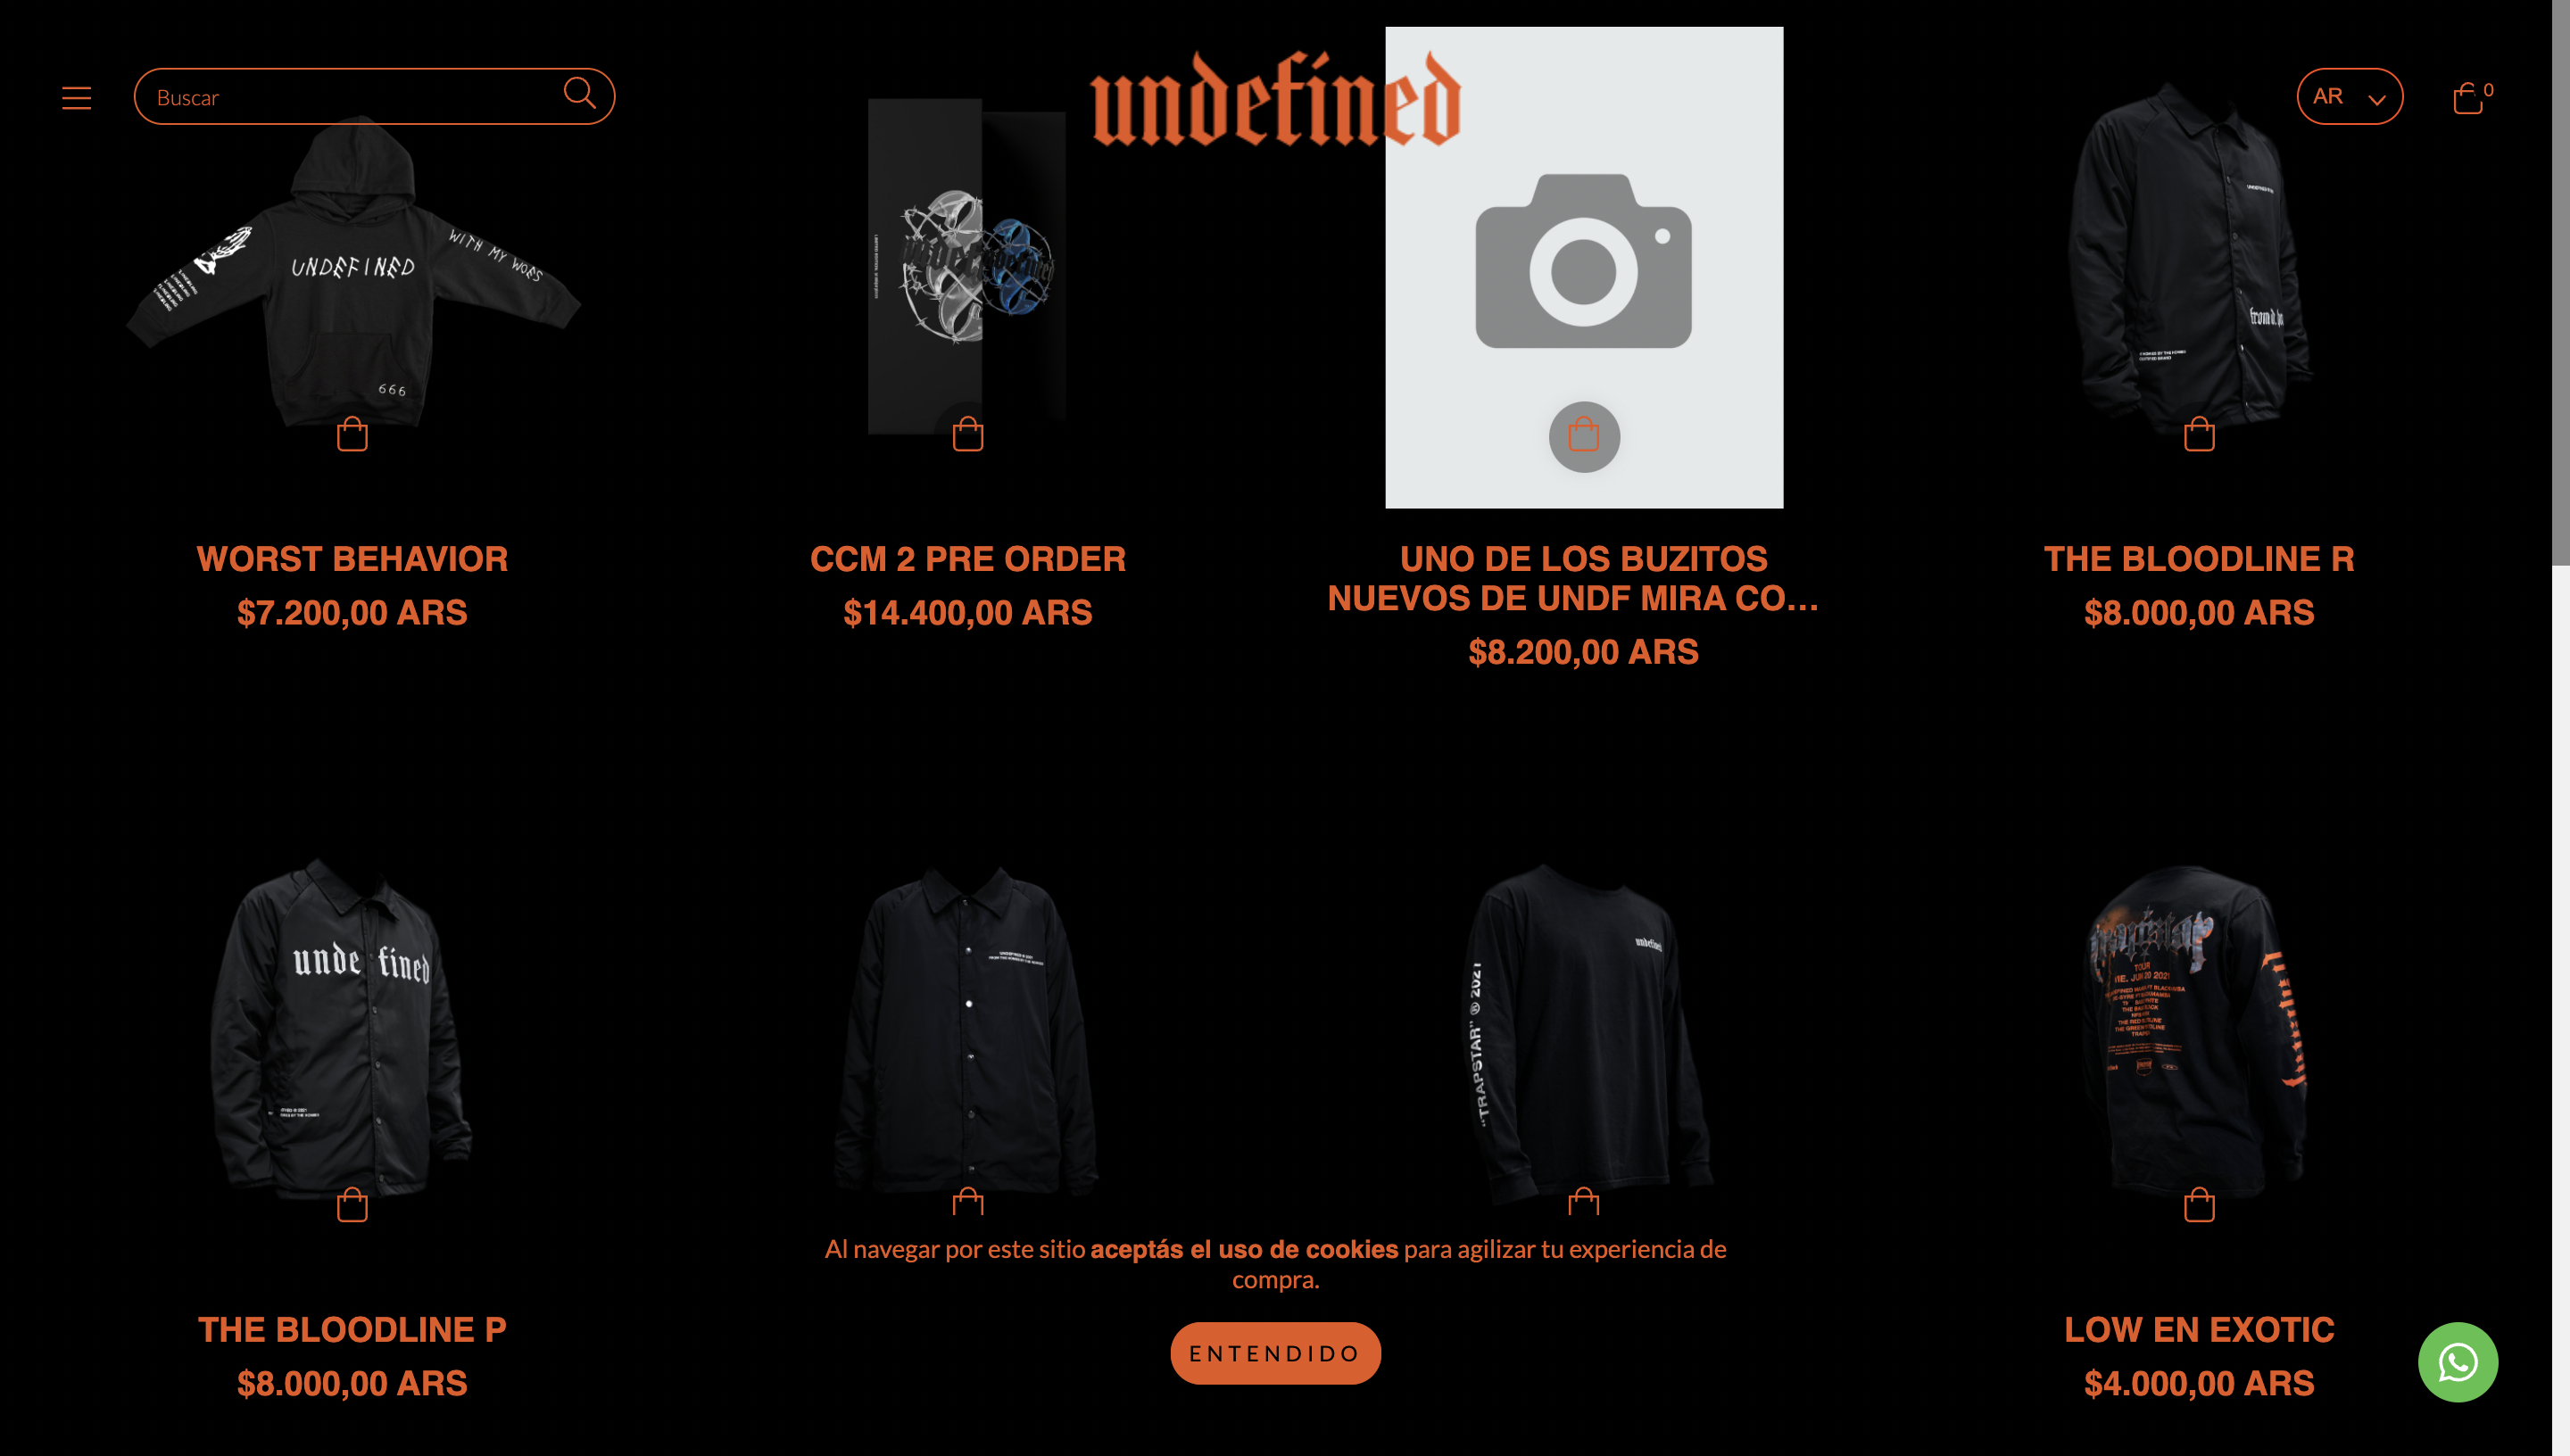 Buscar
undefined
AR
0
UNDEFINED
WITH MY WOES
666
WORST BEHAVIOR
$7.200,00 ARS
CCM 2 PRE ORDER
$14.400,00 ARS
UNO DE LOS BUZITOS
NUEVOS DE UNDF MIRA CO...
$8.200,00 ARS
THE BLOODLINE R
$8.000,00 ARS
undefined
undefined
"TRAPSTAR" ® 2021
TOUR
Al navegar por este sitio aceptás el uso de cookies para agilizar tu experiencia de
compra.
ENTENDIDO
THE BLOODLINE P
$8.000,00 ARS
LOW EN EXOTIC
$4.000,00 ARS